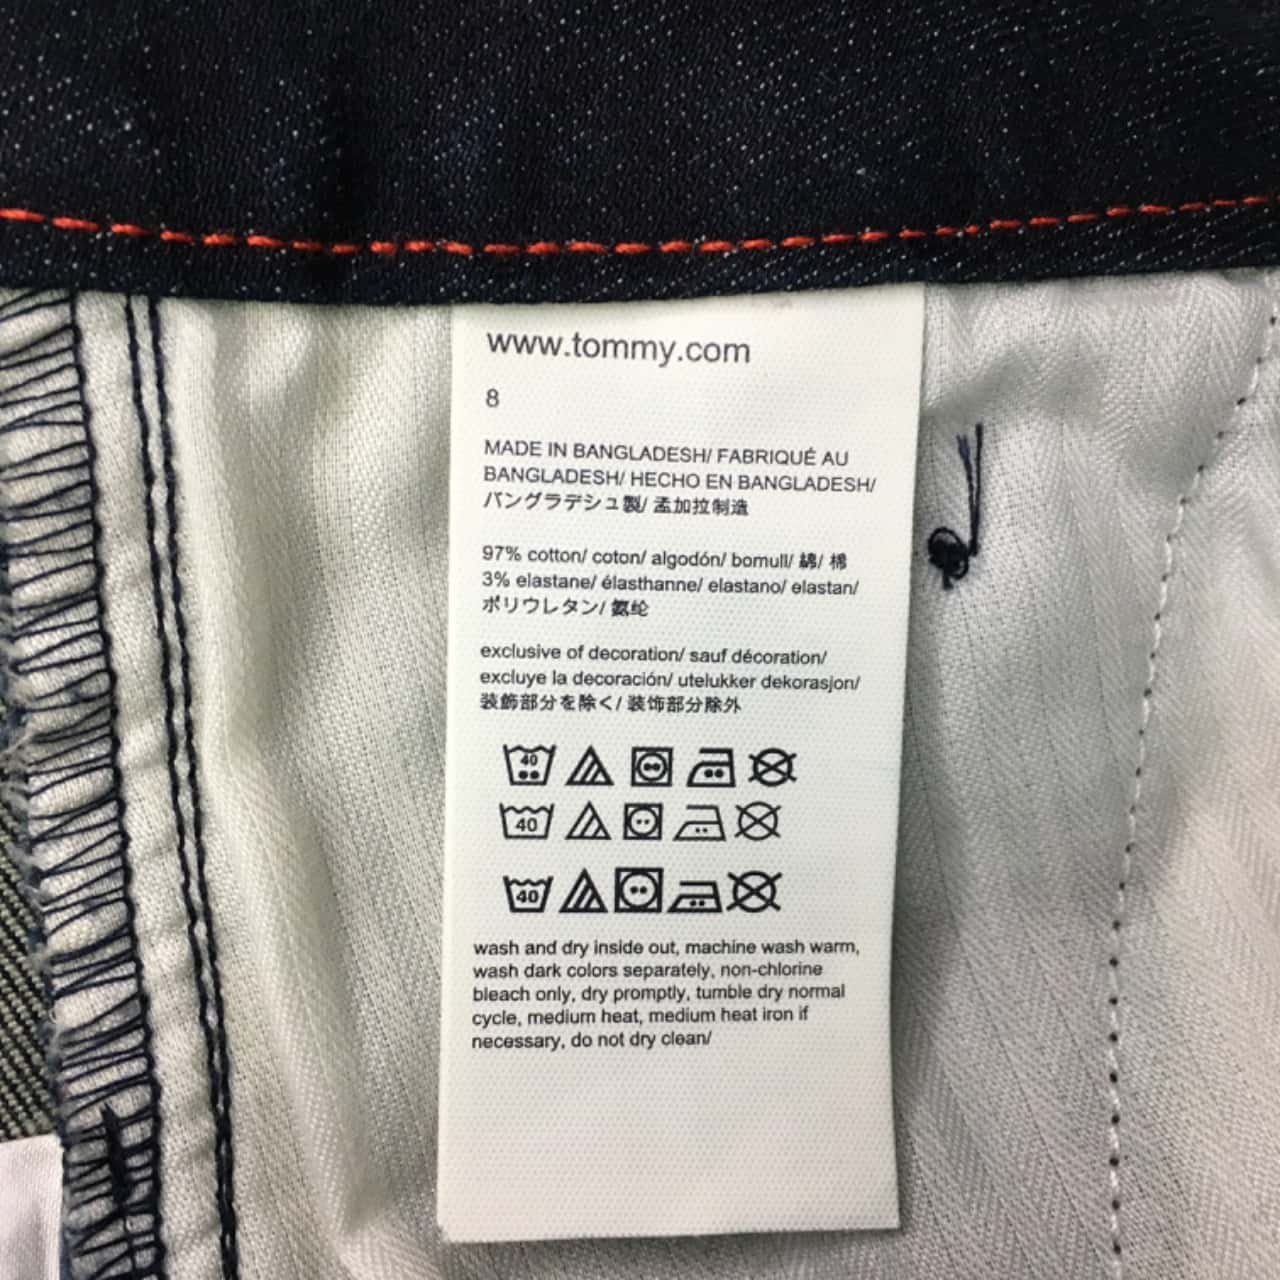 www.tommy.com
8
MADE IN BANGLADESH/ FABRIQUÉ AU
BANGLADESH/ HECHO EN BANGLADESH/
バングラデシュ製/ 孟加拉制造
97% cotton/ coton/ algodón/ bomull/ 綿/ 棉
3% elastane/ élasthanne/ elastano/ elastan/
ポリウレタン/ 氨纶
exclusive of decoration/ sauf décoration/
excluye la decoración/ utelukker dekorasjon/
装飾部分を除く/ 装饰部分除外
40
40
40
wash and dry inside out, machine wash warm,
wash dark colors separately, non-chlorine
bleach only, dry promptly, tumble dry normal
cycle, medium heat, medium heat iron if
necessary, do not dry clean/